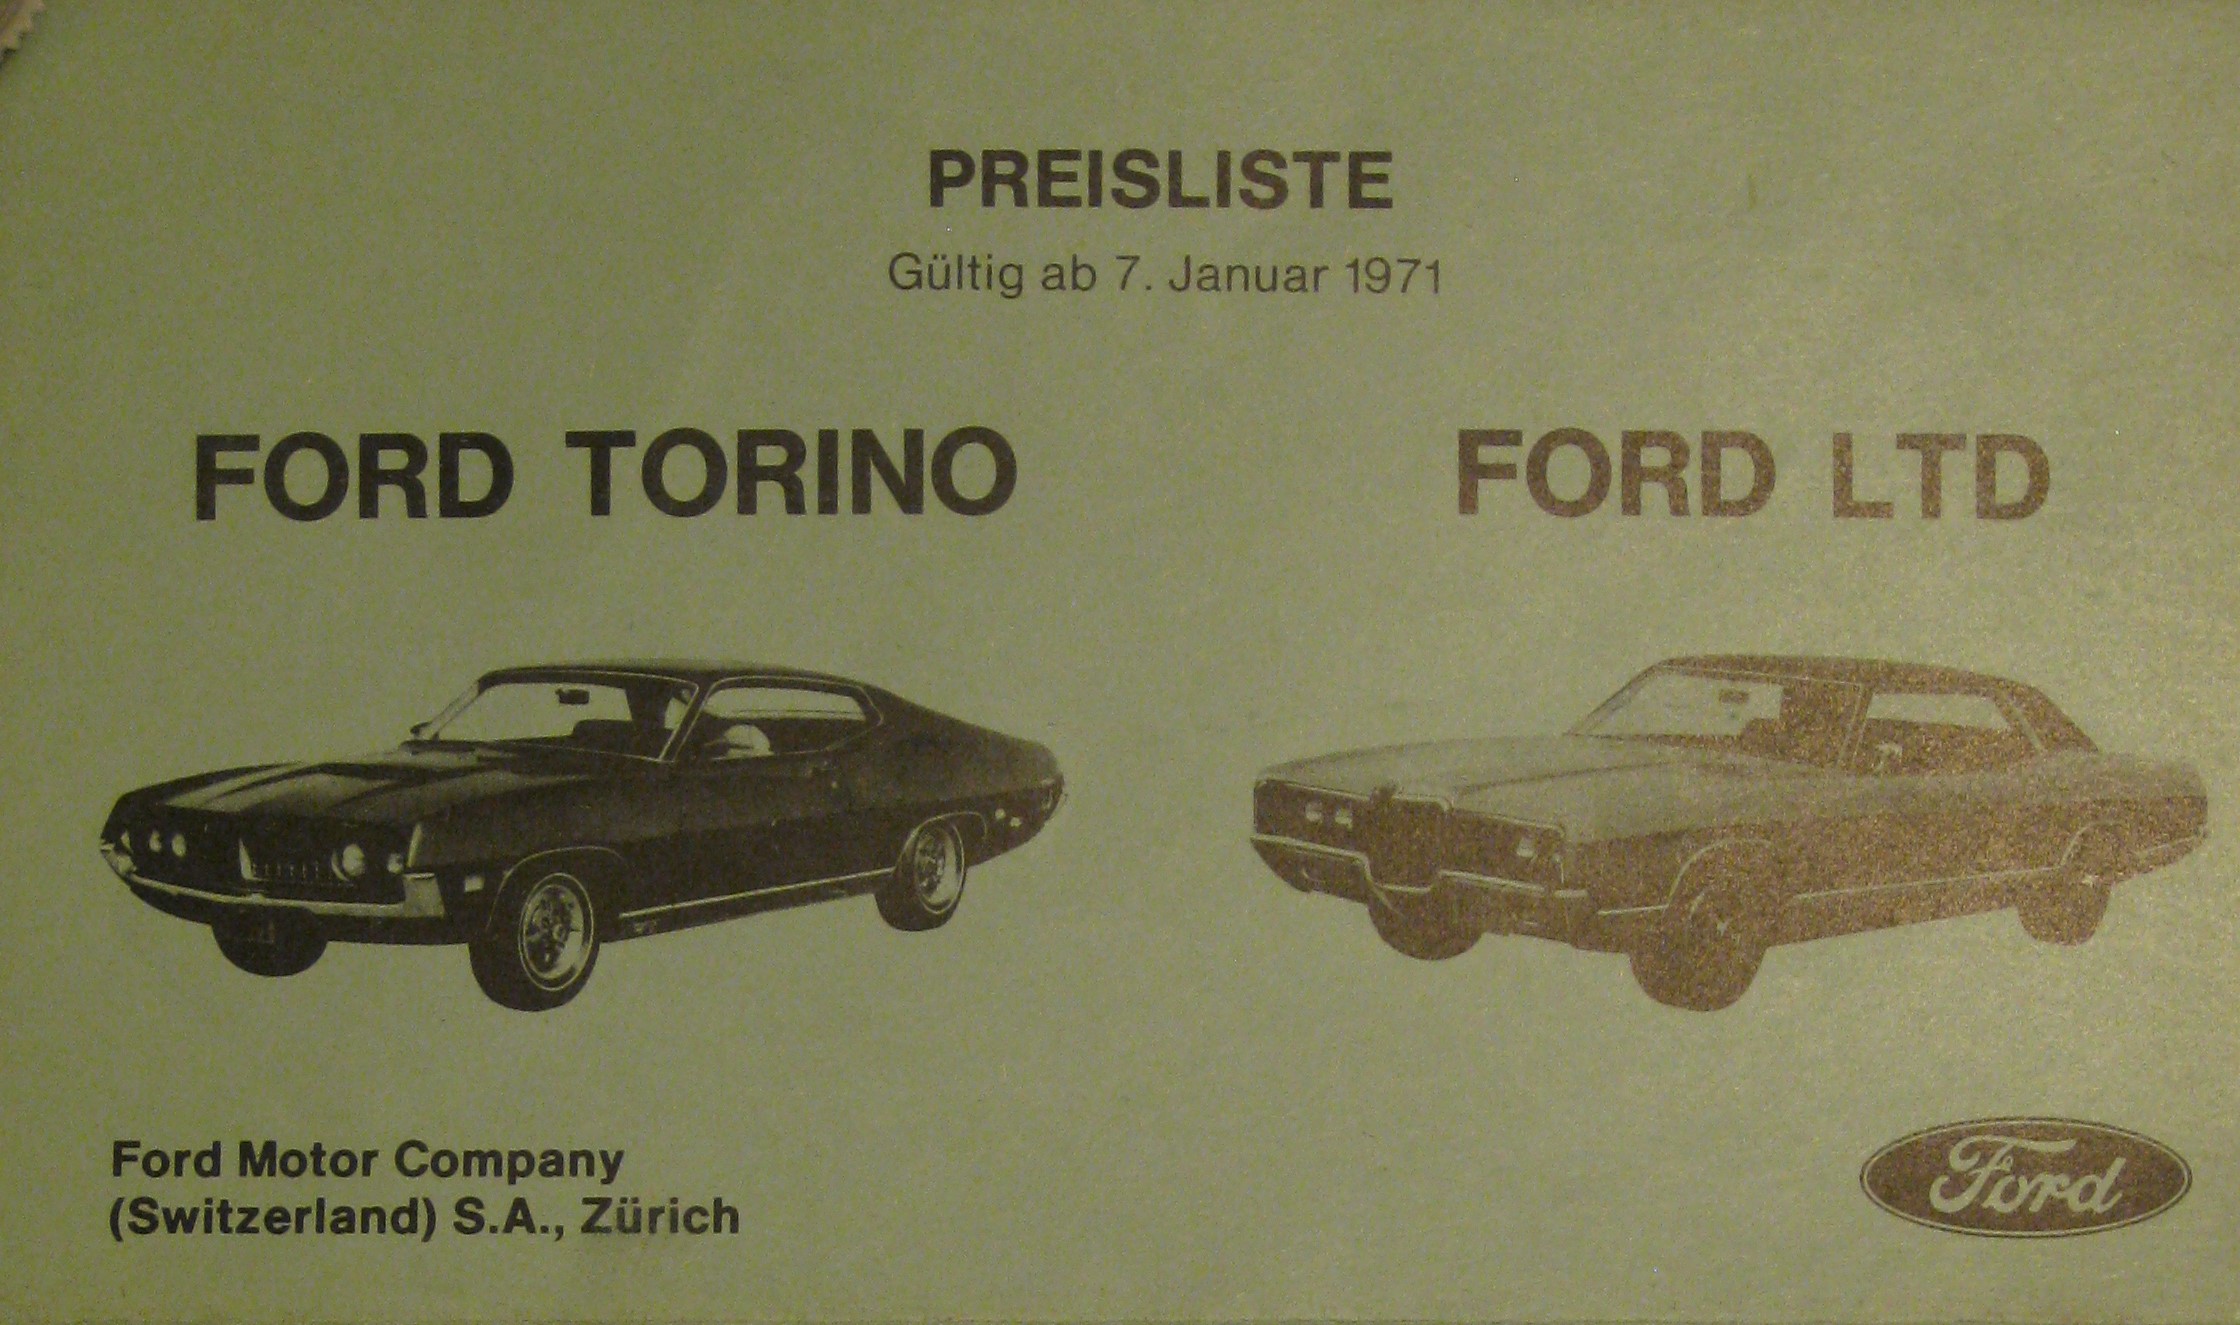 PREISLISTE
Gültig ab 7. Januar 1971
FORD TORINO
FORD LTD
Ford Motor Company
(Switzerland) S.A., Zürich
Ford